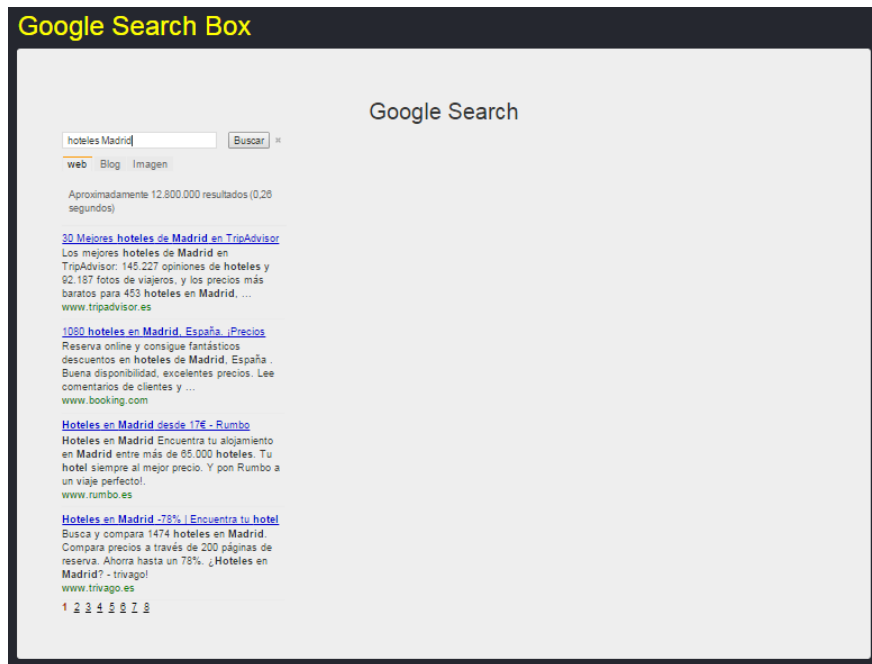 Google Search Box
Google Search
hoteles Madrid Buscar ×
web Blog Imagen
Aproximadamente 12.800.000 resultados (0,26
segundos)
30 Mejores hoteles de Madrid en TripAdvisor
Los mejores hoteles de Madrid en
TripAdvisor: 145.227 opiniones de hoteles y
92.187 fotos de viajeros, y los precios más
baratos para 453 hoteles en Madrid, ...
www.tripadvisor.es
1080 hoteles en Madrid, España. ¡Precios
Reserva online y consigue fantásticos
descuentos en hoteles de Madrid, España .
Buena disponibilidad, excelentes precios. Lee
comentarios de clientes y ...
www.booking.com
Hoteles en Madrid desde 17€ - Rumbo
Hoteles en Madrid Encuentra tu alojamiento
en Madrid entre más de 65.000 hoteles. Tu
hotel siempre al mejor precio. Y pon Rumbo a
un viaje perfecto!.
www.rumbo.es
Hoteles en Madrid -78% | Encuentra tu hotel
Busca y compara 1474 hoteles en Madrid.
Compara precios a través de 200 páginas de
reserva. Ahorra hasta un 78%. ¿Hoteles en
Madrid? - trivago!
www.trivago.es
1 2 3 4 5 6 7 8